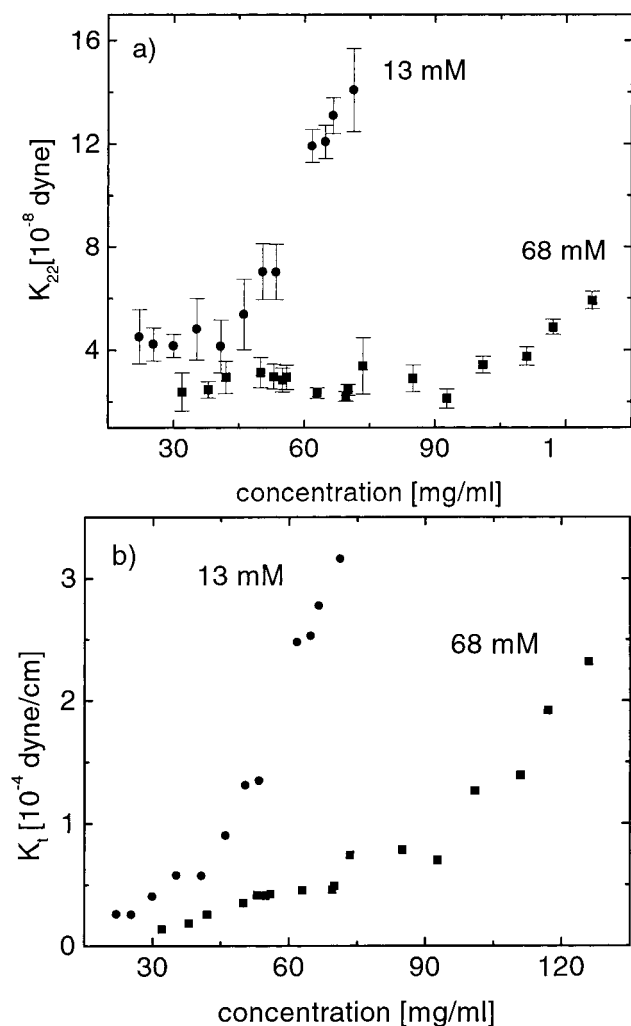 a)
13 mM
68 mM
16
12
8
4
K22[10-8 dyne]
30
60
90
1
concentration [mg/ml]
b)
13 mM
68 mM
3
2
1
0
Kt [10-4 dyne/cm]
30
60
90
120
concentration [mg/ml]